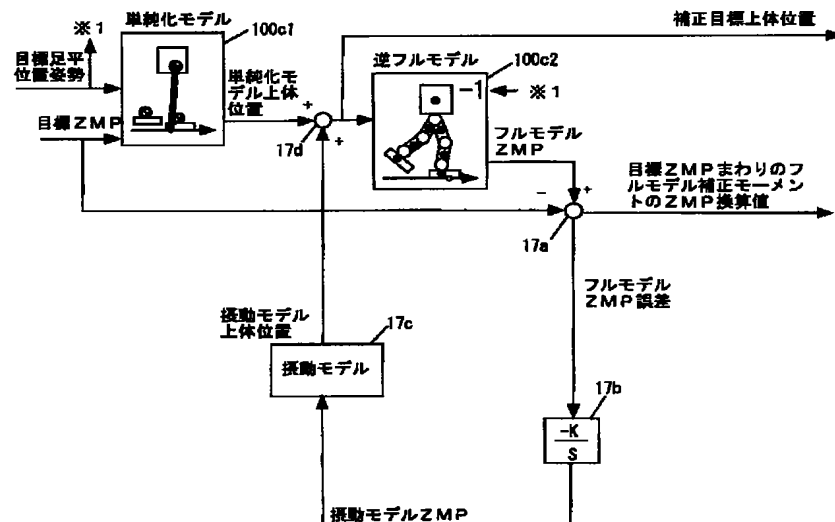 単純化モデル
100c1
補正目標上体位置
※1
目標足平
位置姿勢
単純化モ
デル上体
位置
逆フルモデル
100c2
-1
※1
目標ZMP
+
+
17d
フルモデル
ZMP
-
+
17a
目標ZMPまわりのフ
ルモデル補正モーメン
トのZMP換算値
フルモデル
ZMP誤差
摂動モデル
上体位置
17c
摂動モデル
17b
-K
S
摂動モデルZMP